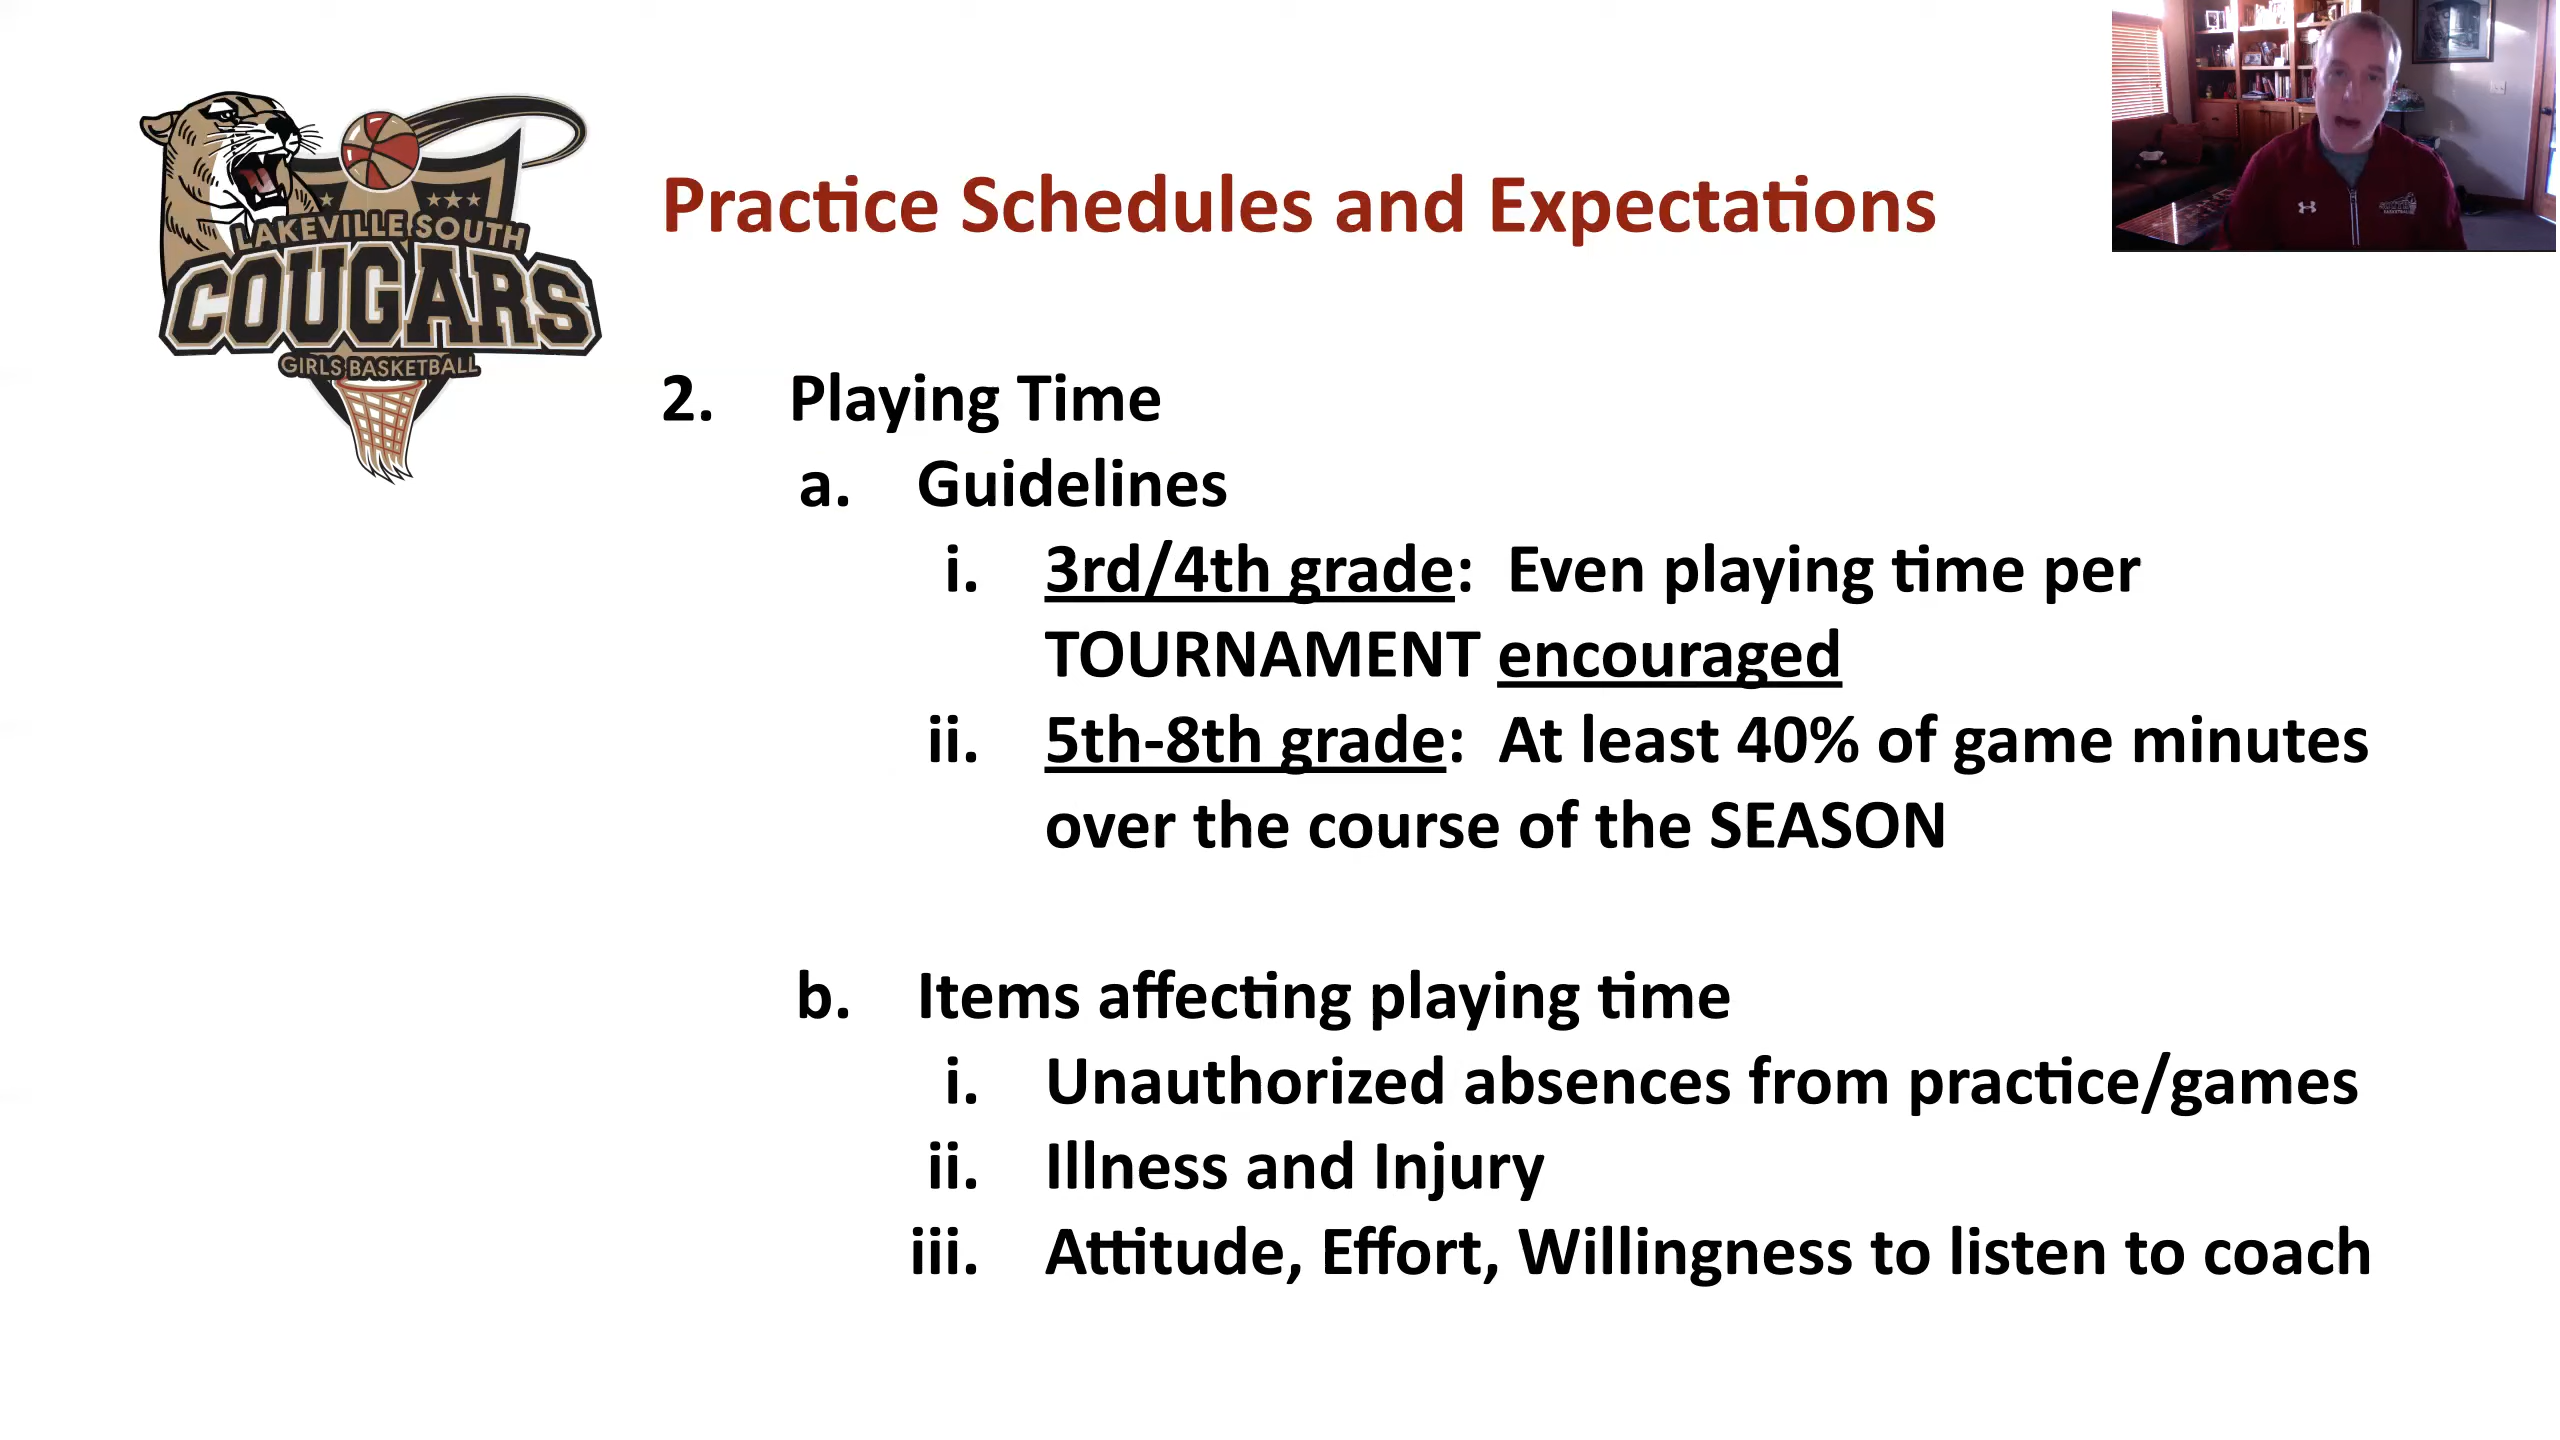 LAKEVILLE SOUTH
COUGARS
GIRLS BASKETBALL
Practice Schedules and Expectations
2. Playing Time
a. Guidelines
i. 3rd/4th grade: Even playing time per
TOURNAMENT encouraged
ii. 5th-8th grade: At least 40% of game minutes
over the course of the SEASON
b. Items affecting playing time
i. Unauthorized absences from practice/games
ii. Illness and Injury
iii. Attitude, Effort, Willingness to listen to coach